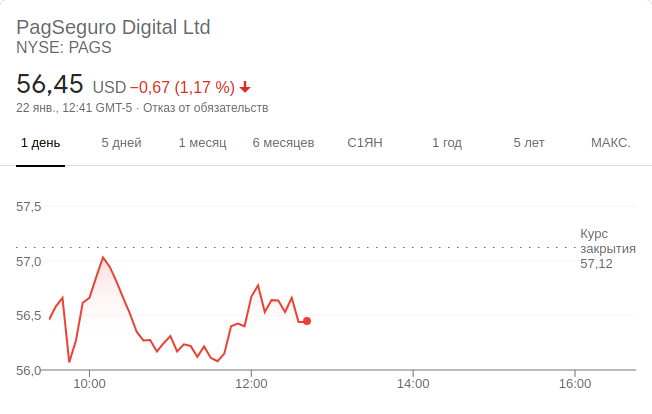 PagSeguro Digital Ltd
NYSE: PAGS
56,45 USD −0,67 (1,17 %)
22 янв., 12:41 GMT-5 · Отказ от обязательств
1 день 5 дней 1 месяц 6 месяцев С1ЯН 1 год 5 лет МАКС.
57,5
Курс
закрытия
57,12
57,0
56,5
56,0
10:00 12:00 14:00 16:00